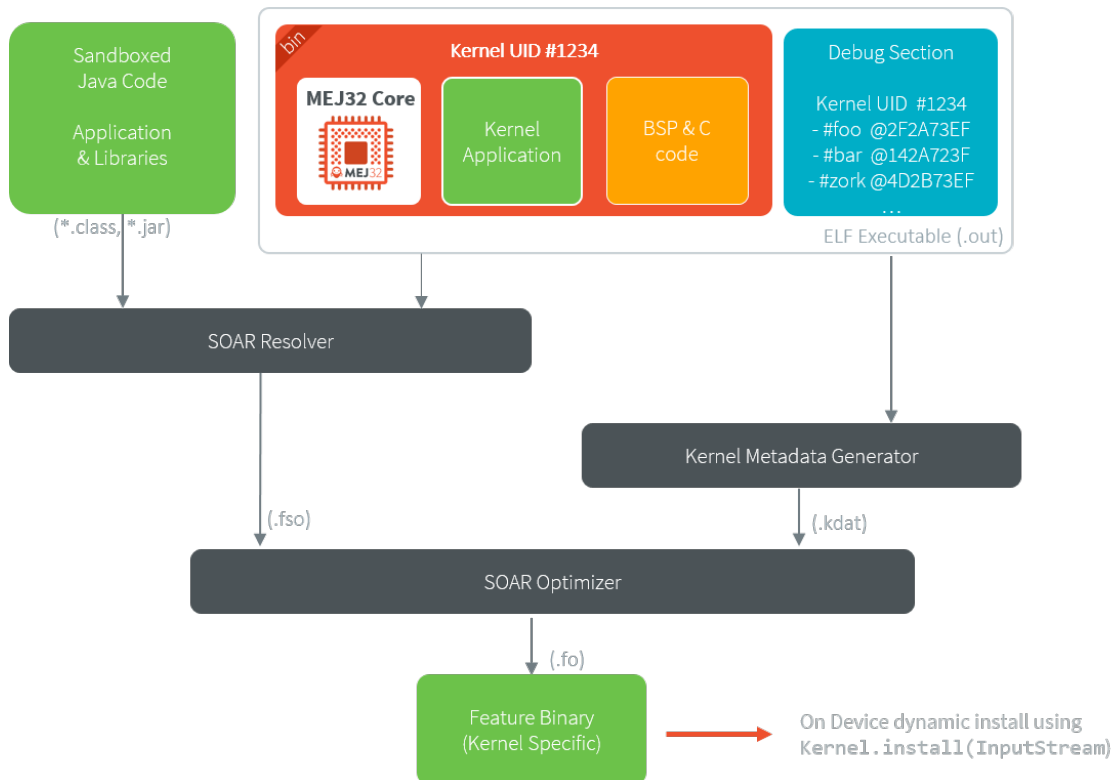 Sandboxed
Java Code
Application
& Libraries
(*.class, *.jar)
bin
Kernel UID #1234
MEJ32 Core
MEJ32
Kernel
Application
BSP & C
code
Debug Section
Kernel UID #1234
- #foo @2F2A73EF
- #bar @142A723F
- #zork @4D2B73EF
...
ELF Executable (.out)
SOAR Resolver
Kernel Metadata Generator
(.fso)
(.kdat)
SOAR Optimizer
(.fo)
Feature Binary
(Kernel Specific)
On Device dynamic install using
Kernel.install(InputStream)